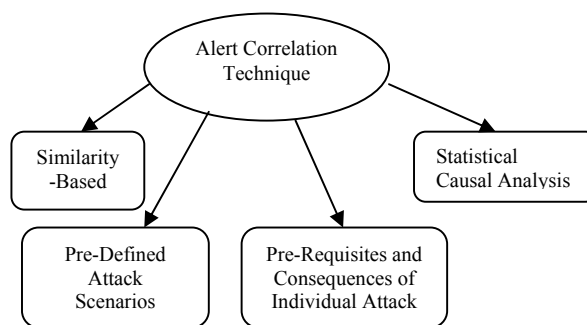 Alert Correlation
Technique
Similarity
-Based
Statistical
Causal Analysis
Pre-Defined
Attack
Scenarios
Pre-Requisites and
Consequences of
Individual Attack